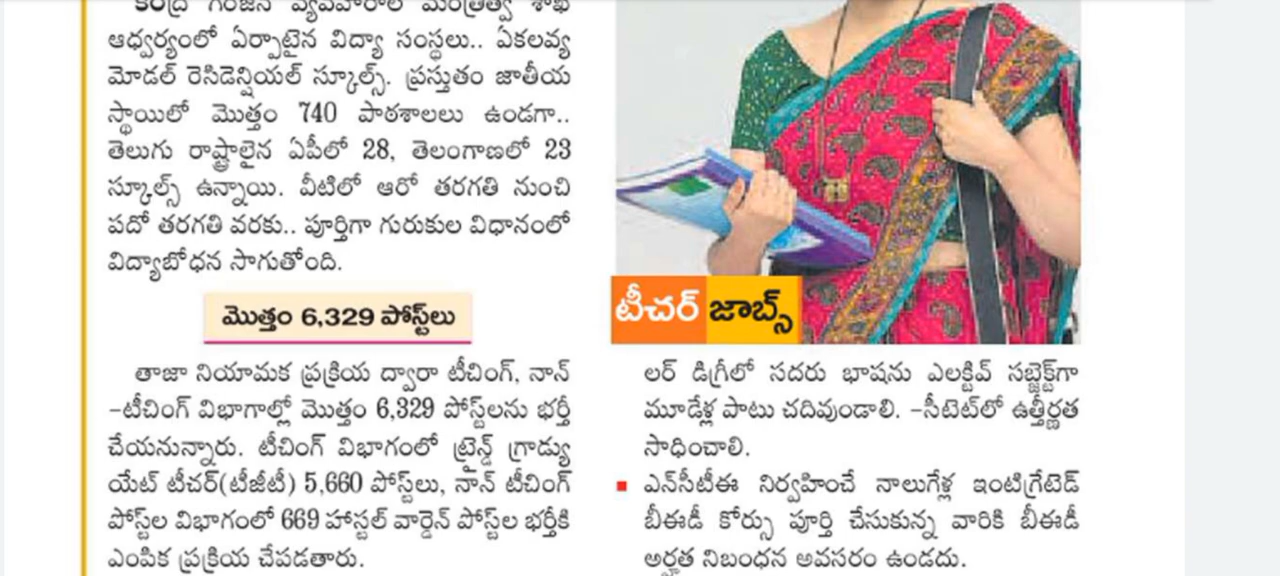 కేంద్ర గిరిజన వ్యవహారాల మంత్రిత్వ శాఖ
ఆధ్వర్యంలో ఏర్పాటైన విద్యా సంస్థలు.. ఏకలవ్య
మోడల్ రెసిడెన్షియల్ స్కూల్స్. ప్రస్తుతం జాతీయ
స్థాయిలో మొత్తం 740 పాఠశాలలు ఉండగా..
తెలుగు రాష్ట్రాలైన ఏపీలో 28, తెలంగాణలో 23
స్కూల్స్ ఉన్నాయి. వీటిలో ఆరో తరగతి నుంచి
పదో తరగతి వరకు.. పూర్తిగా గురుకుల విధానంలో
విద్యాబోధన సాగుతోంది.
మొత్తం 6,329 పోస్ట్‌లు
తాజా నియామక ప్రక్రియ ద్వారా టీచింగ్, నాన్
-టీచింగ్ విభాగాల్లో మొత్తం 6,329 పోస్ట్‌లను భర్తీ
చేయనున్నారు. టీచింగ్ విభాగంలో ట్రైన్డ్ గ్రాడ్యు
యేట్ టీచర్(టీజీటీ) 5,660 పోస్ట్‌లు, నాన్ టీచింగ్
పోస్ట్‌ల విభాగంలో 669 హాస్టల్ వార్డెన్ పోస్ట్‌ల భర్తీకి
ఎంపిక ప్రక్రియ చేపడతారు.
టీచర్ జాబ్స్
లర్ డిగ్రీలో సదరు భాషను ఎలక్టివ్ సబ్జెక్ట్‌గా
మూడేళ్ల పాటు చదివుండాలి. -సీటెట్‌లో ఉత్తీర్ణత
సాధించాలి.
ఎన్‌సీటీఈ నిర్వహించే నాలుగేళ్ల ఇంటిగ్రేటెడ్
బీఈడీ కోర్సు పూర్తి చేసుకున్న వారికి బీఈడీ
అర్హత నిబంధన అవసరం ఉండదు.